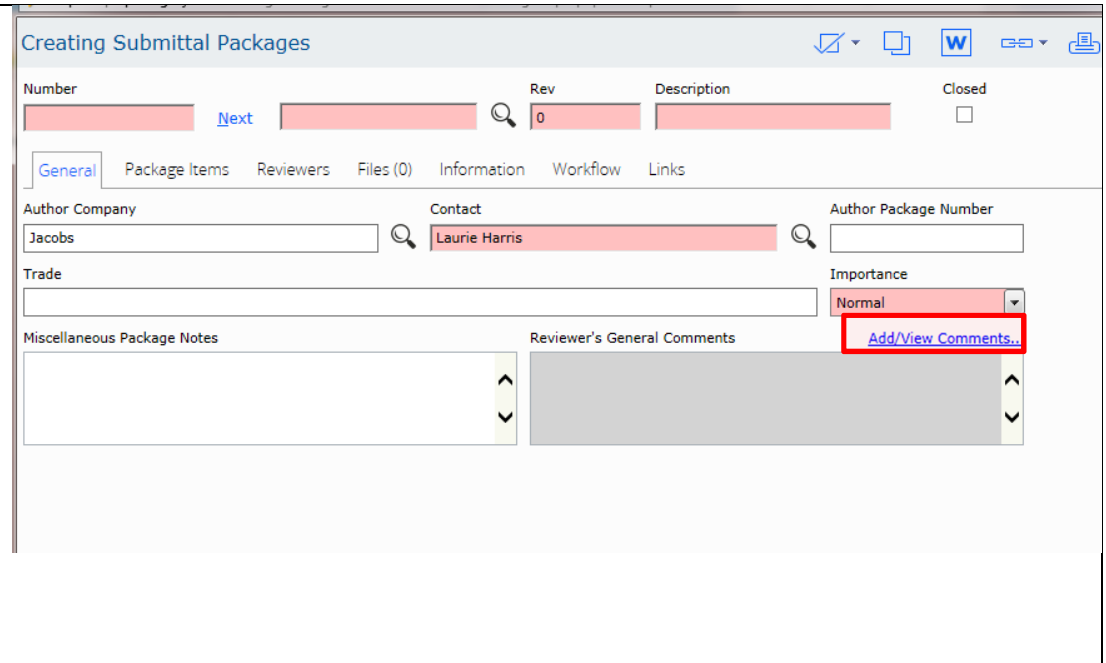 Creating Submittal Packages W
Number Rev Description Closed
Next 0
General Package Items Reviewers Files (0) Information Workflow Links
Author Company Contact Author Package Number
Jacobs Laurie Harris
Trade Importance
Normal
Miscellaneous Package Notes Reviewer's General Comments Add/View Comments..